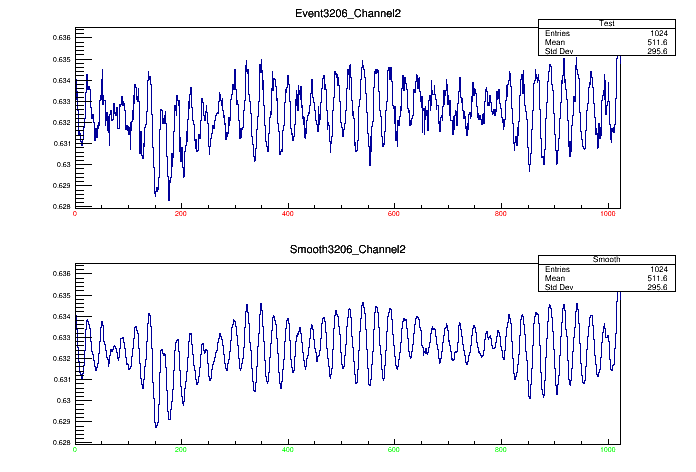 Event3206_Channel2
Test
Entries 1024
Mean 511.6
Std Dev 295.6
0.636
0.635
0.634
0.633
0.632
0.631
0.63
0.629
0.628
0 200 400 600 800 1000
Smooth3206_Channel2
Smooth
Entries 1024
Mean 511.6
Std Dev 295.6
0.636
0.635
0.634
0.633
0.632
0.631
0.63
0.629
0.628
0 200 400 600 800 1000